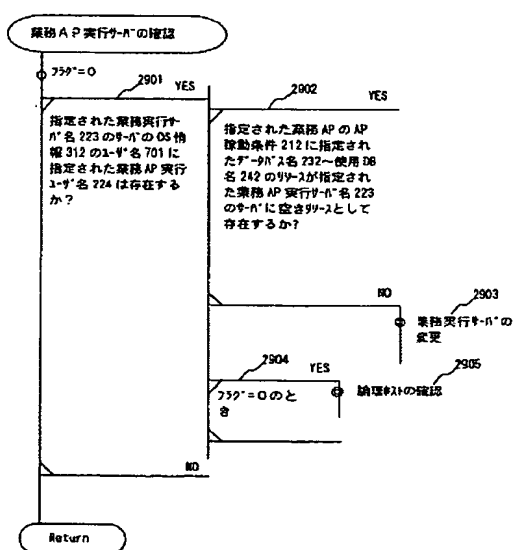 業務AP実行サーバの確認
フラグ=0
2901
YES
指定された業務実行サー
バ名223のサーバのOS情
報312のユーザ名701に
指定された業務AP実行
ユーザ名224は存在する
か?
2902
YES
指定された業務APのAP
稼動条件212に指定され
たデータベース名232~使用DB
名242のリソースが指定され
た業務AP実行サーバ名223
のサーバに空きリソースとして
存在するか?
NO
2903
業務実行サーバの
変更
2904
YES
フラグ=0のと
き
2905
論理ホストの確認
NO
Return